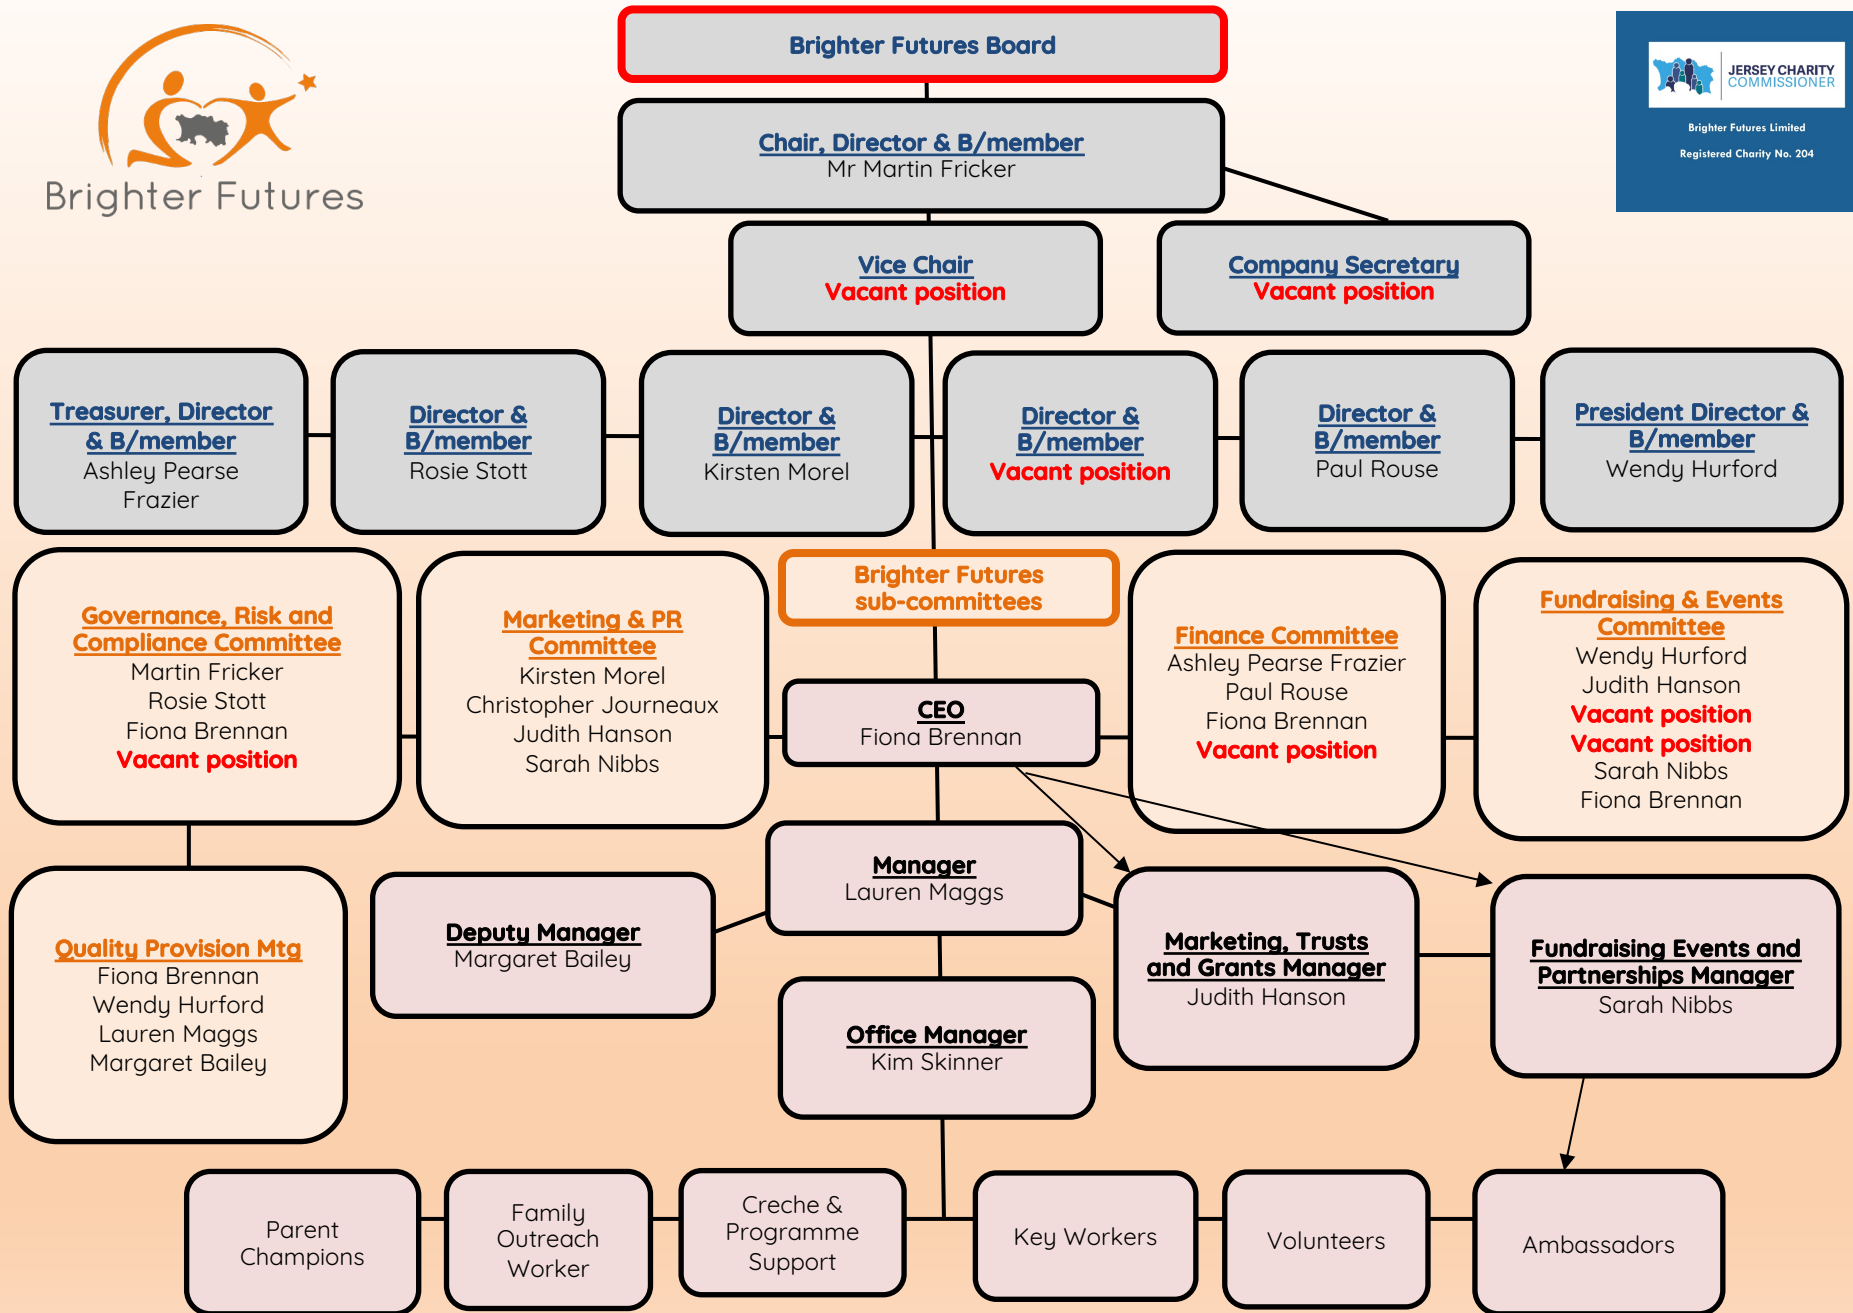 Brighter Futures
Brighter Futures Board
JERSEY CHARITY
COMMISSIONER
Brighter Futures Limited
Registered Charity No. 204
Chair, Director & B/member
Mr Martin Fricker
Vice Chair
Vacant position
Company Secretary
Vacant position
Treasurer, Director
& B/member
Ashley Pearse
Frazier
Director &
B/member
Rosie Stott
Director &
B/member
Kirsten Morel
Director &
B/member
Vacant position
Director &
B/member
Paul Rouse
President Director &
B/member
Wendy Hurford
Governance, Risk and
Compliance Committee
Martin Fricker
Rosie Stott
Fiona Brennan
Vacant position
Marketing & PR
Committee
Kirsten Morel
Christopher Journeaux
Judith Hanson
Sarah Nibbs
Brighter Futures
sub-committees
CEO
Fiona Brennan
Finance Committee
Ashley Pearse Frazier
Paul Rouse
Fiona Brennan
Vacant position
Fundraising & Events
Committee
Wendy Hurford
Judith Hanson
Vacant position
Vacant position
Sarah Nibbs
Fiona Brennan
Quality Provision Mtg
Fiona Brennan
Wendy Hurford
Lauren Maggs
Margaret Bailey
Deputy Manager
Margaret Bailey
Manager
Lauren Maggs
Office Manager
Kim Skinner
Marketing, Trusts
and Grants Manager
Judith Hanson
Fundraising Events and
Partnerships Manager
Sarah Nibbs
Parent
Champions
Family
Outreach
Worker
Creche &
Programme
Support
Key Workers
Volunteers
Ambassadors